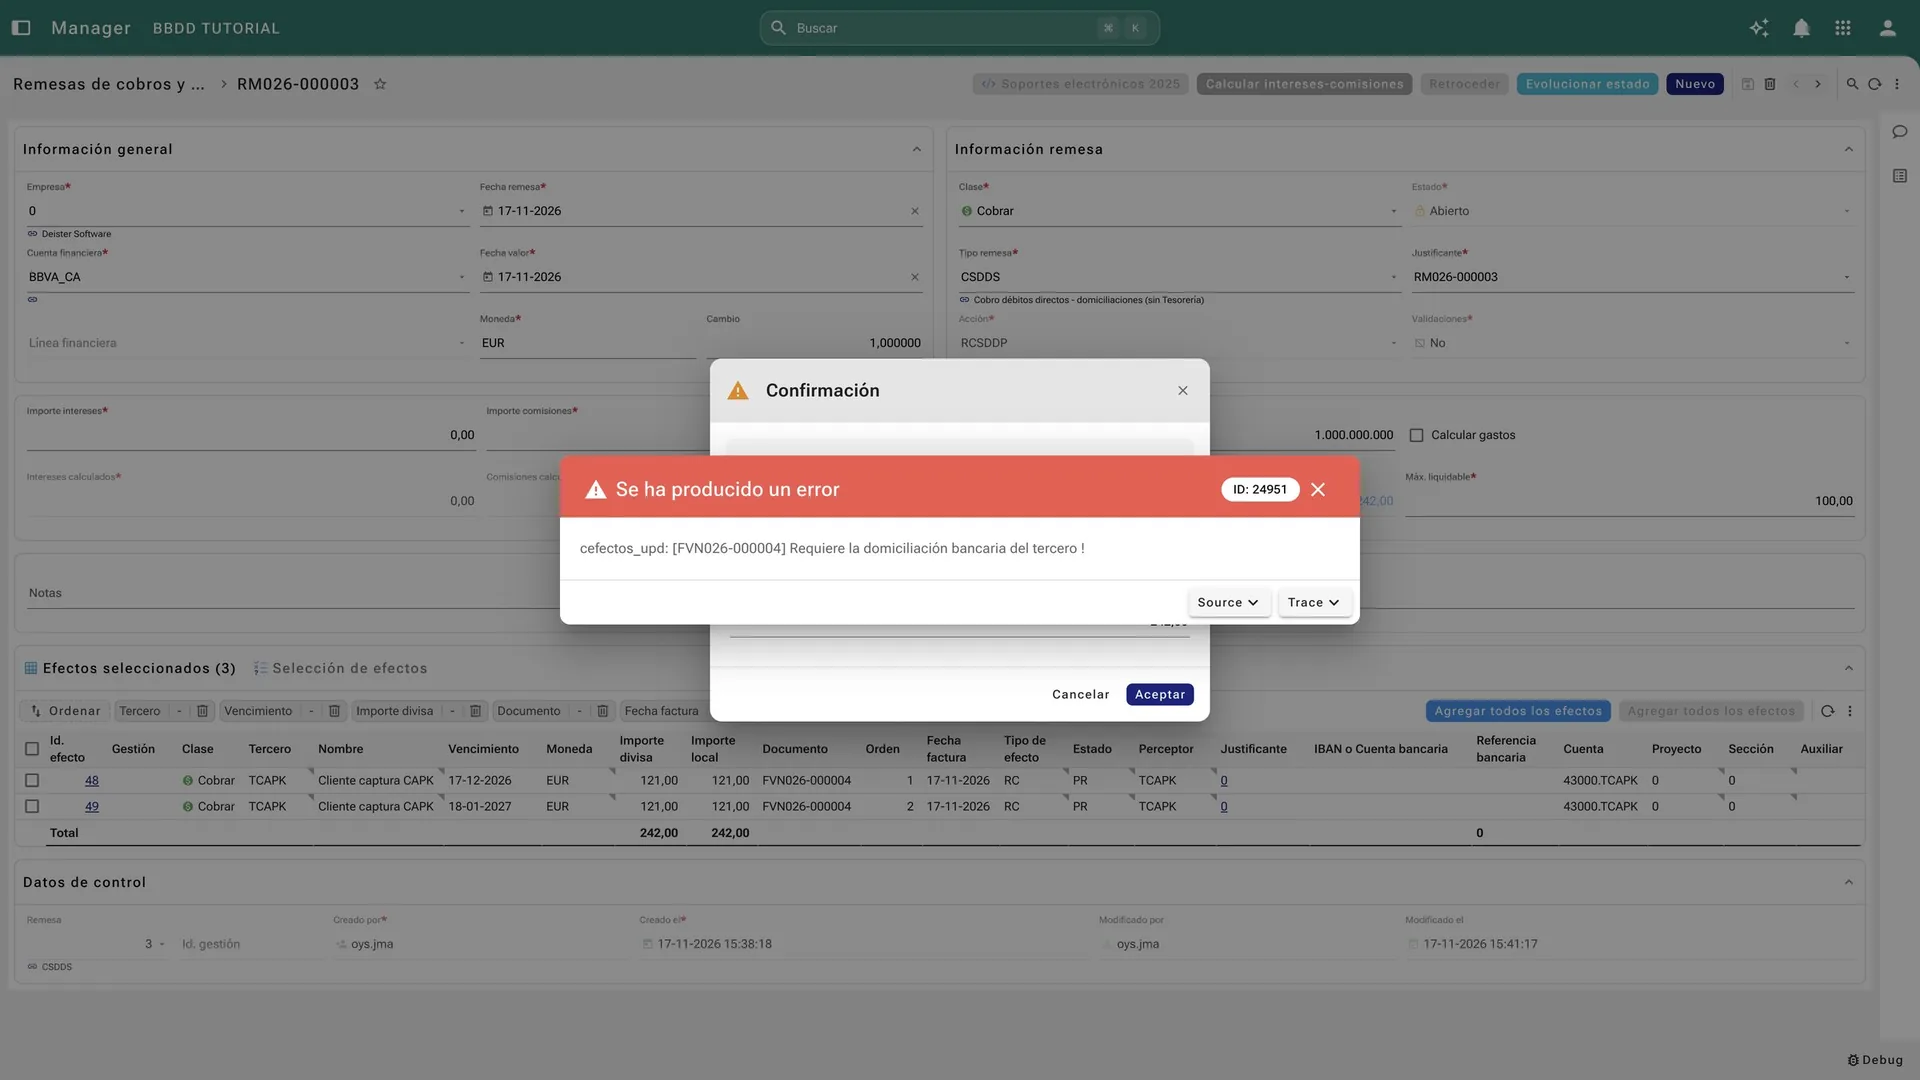 Manager BBDD TUTORIAL
Buscar
⌘ K
Remesas de cobros y ... > RM026-000003
Soportes electrónicos 2025
Calcular intereses-comisiones
Retroceder
Evolucionar estado
Nuevo
Información general
Información remesa
Empresa*
Fecha remesa*
Clase*
Estado*
0
17-11-2026
Cobrar
Abierto
Deister Software
Cuenta financiera*
Fecha valor*
Tipo remesa*
Justificante*
BBVA_CA
17-11-2026
CSDDS
RM026-000003
Cobro débitos directos - domiciliaciones (sin Tesorería)
Moneda*
Cambio
Acción*
Validaciones*
Línea financiera
EUR
1,000000
RCSDDP
No
Confirmación
Importe intereses*
Importe comisiones*
0,00
1.000.000.000
Calcular gastos
Intereses calculados*
Comisiones calcu
Máx. liquidable*
0,00
242,00
100,00
Se ha producido un error
ID: 24951
cefectos_upd: [FVN026-000004] Requiere la domiciliación bancaria del tercero !
Source
Trace
Notas
Cancelar
Aceptar
Efectos seleccionados (3)
Selección de efectos
Ordenar
Tercero -
Vencimiento -
Importe divisa -
Documento -
Fecha factura
Agregar todos los efectos
Agregar todos los efectos
Id. efecto Gestión Clase Tercero Nombre Vencimiento Moneda Importe divisa Importe local Documento Orden Fecha factura Tipo de efecto Estado Perceptor Justificante IBAN o Cuenta bancaria Referencia bancaria Cuenta Proyecto Sección Auxiliar
48 Cobrar TCAPK Cliente captura CAPK 17-12-2026 EUR 121,00 121,00 FVN026-000004 1 17-11-2026 RC PR TCAPK 0 43000.TCAPK 0 0
49 Cobrar TCAPK Cliente captura CAPK 18-01-2027 EUR 121,00 121,00 FVN026-000004 2 17-11-2026 RC PR TCAPK 0 43000.TCAPK 0 0
Total 242,00 242,00 0
Datos de control
Remesa
Creado por*
Creado el*
Modificado por
Modificado el
3
Id. gestión
oys.jma
17-11-2026 15:38:18
oys.jma
17-11-2026 15:41:17
CSDDS
Debug